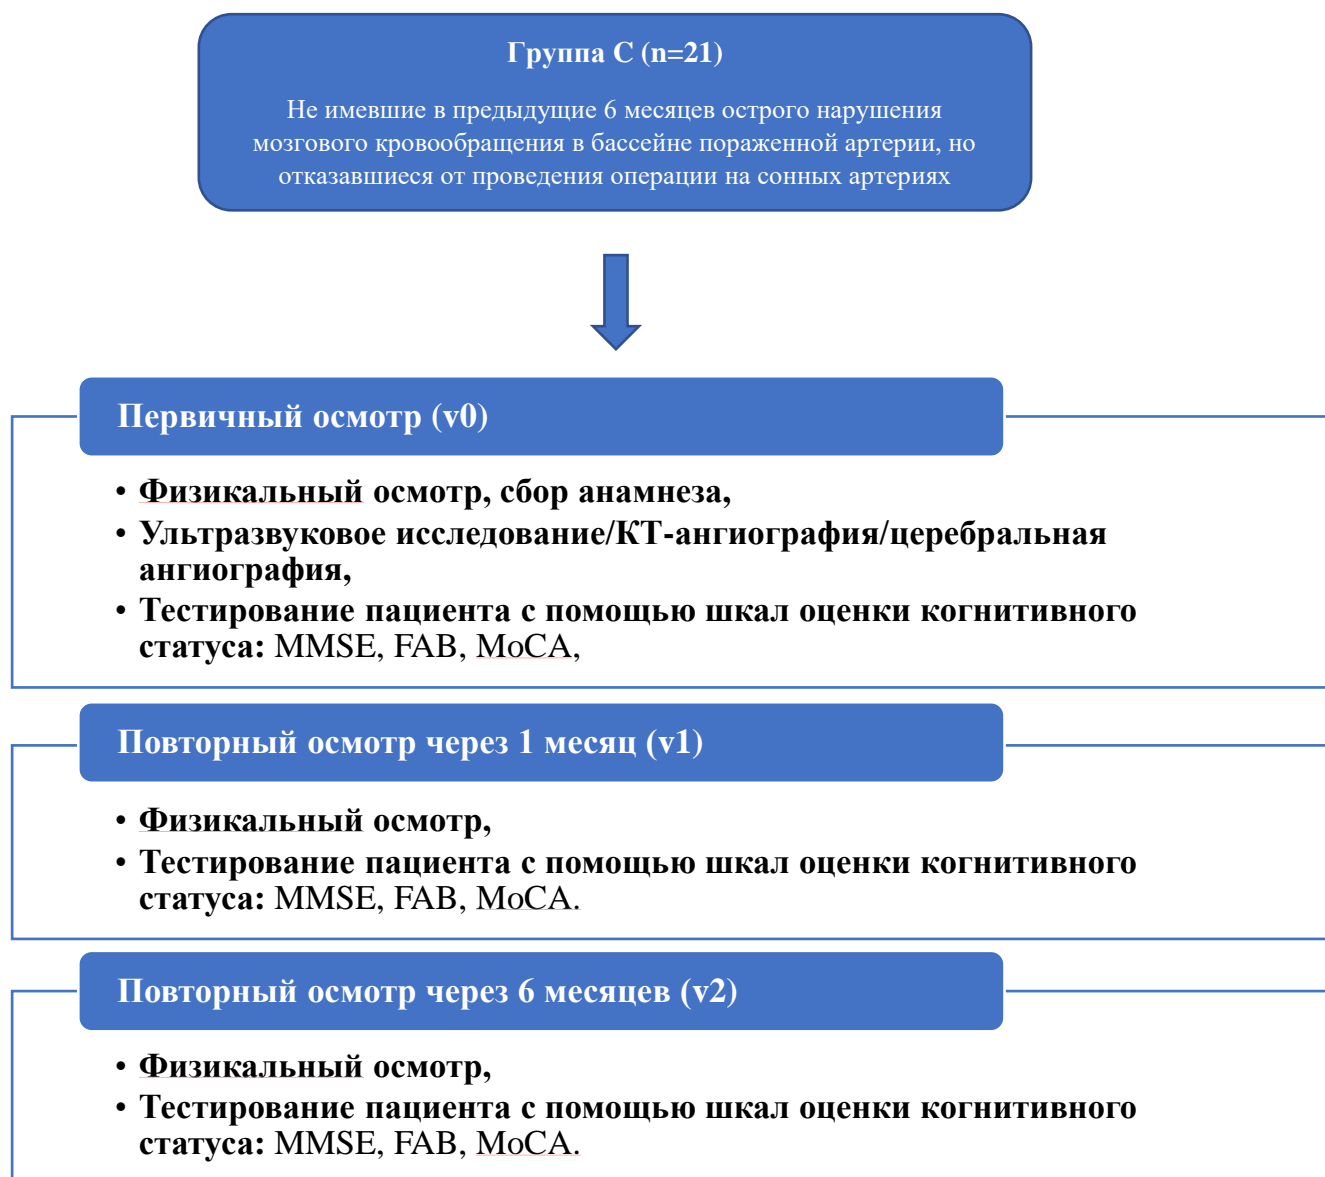 Группа С (n=21)
Не имевшие в предыдущие 6 месяцев острого нарушения
мозгового кровообращения в бассейне пораженной артерии, но
отказавшиеся от проведения операции на сонных артериях
Первичный осмотр (v0)
• Физикальный осмотр, сбор анамнеза,
• Ультразвуковое исследование/КТ-ангиография/церебральная
ангиография,
• Тестирование пациента с помощью шкал оценки когнитивного
статуса: MMSE, FAB, MoCA,
Повторный осмотр через 1 месяц (v1)
• Физикальный осмотр,
• Тестирование пациента с помощью шкал оценки когнитивного
статуса: MMSE, FAB, MoCA.
Повторный осмотр через 6 месяцев (v2)
• Физикальный осмотр,
• Тестирование пациента с помощью шкал оценки когнитивного
статуса: MMSE, FAB, MoCA.